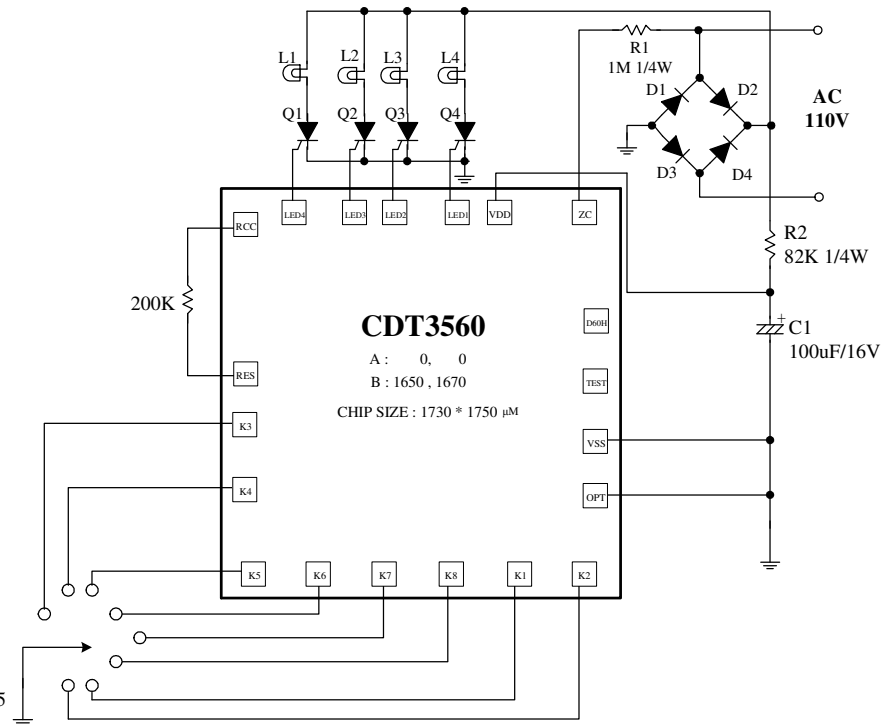 L1 L2 L3 L4
R1
1M 1/4W
Q1 Q2 Q3 Q4
D1 D2
D3 D4
AC
110V
LED4 LED3 LED2 LED1 VDD ZC
RCC
R2
82K 1/4W
200K
CDT3560
A : 0, 0
B : 1650 , 1670
CHIP SIZE : 1730 * 1750 μM
D60H
+
C1
100uF/16V
RES
TEST
K3
VSS
K4
OPT
K5 K6 K7 K8 K1 K2
5